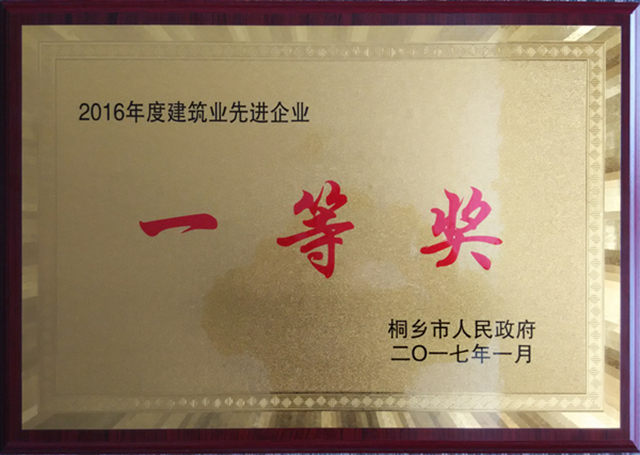 2016年度建筑业先进企业
一等奖
桐乡市人民政府
二〇一七年一月